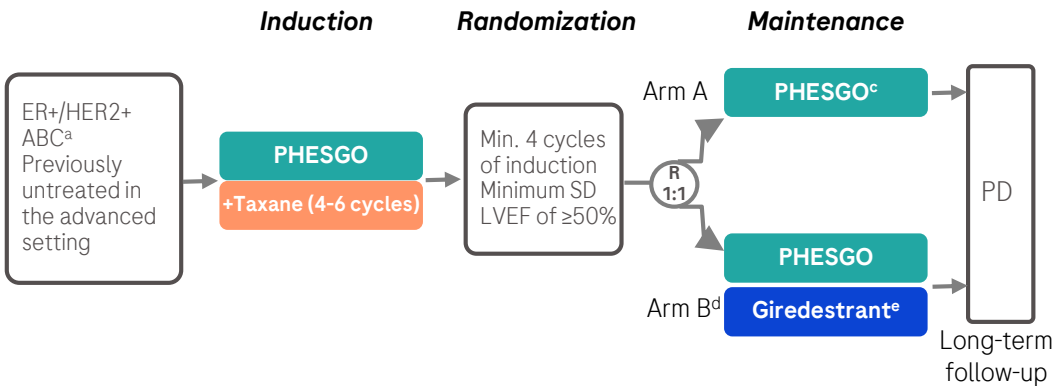 Induction
Randomization
Maintenance
ER+/HER2+
ABCᵃ
Previously
untreated in
the advanced
setting
PHESGO
+Taxane (4-6 cycles)
Min. 4 cycles
of induction
Minimum SD
LVEF of ≥50%
R
1:1
Arm A
PHESGOᶜ
PHESGO
Arm Bᵈ
Giredestrantᵉ
PD
Long-term
follow-up